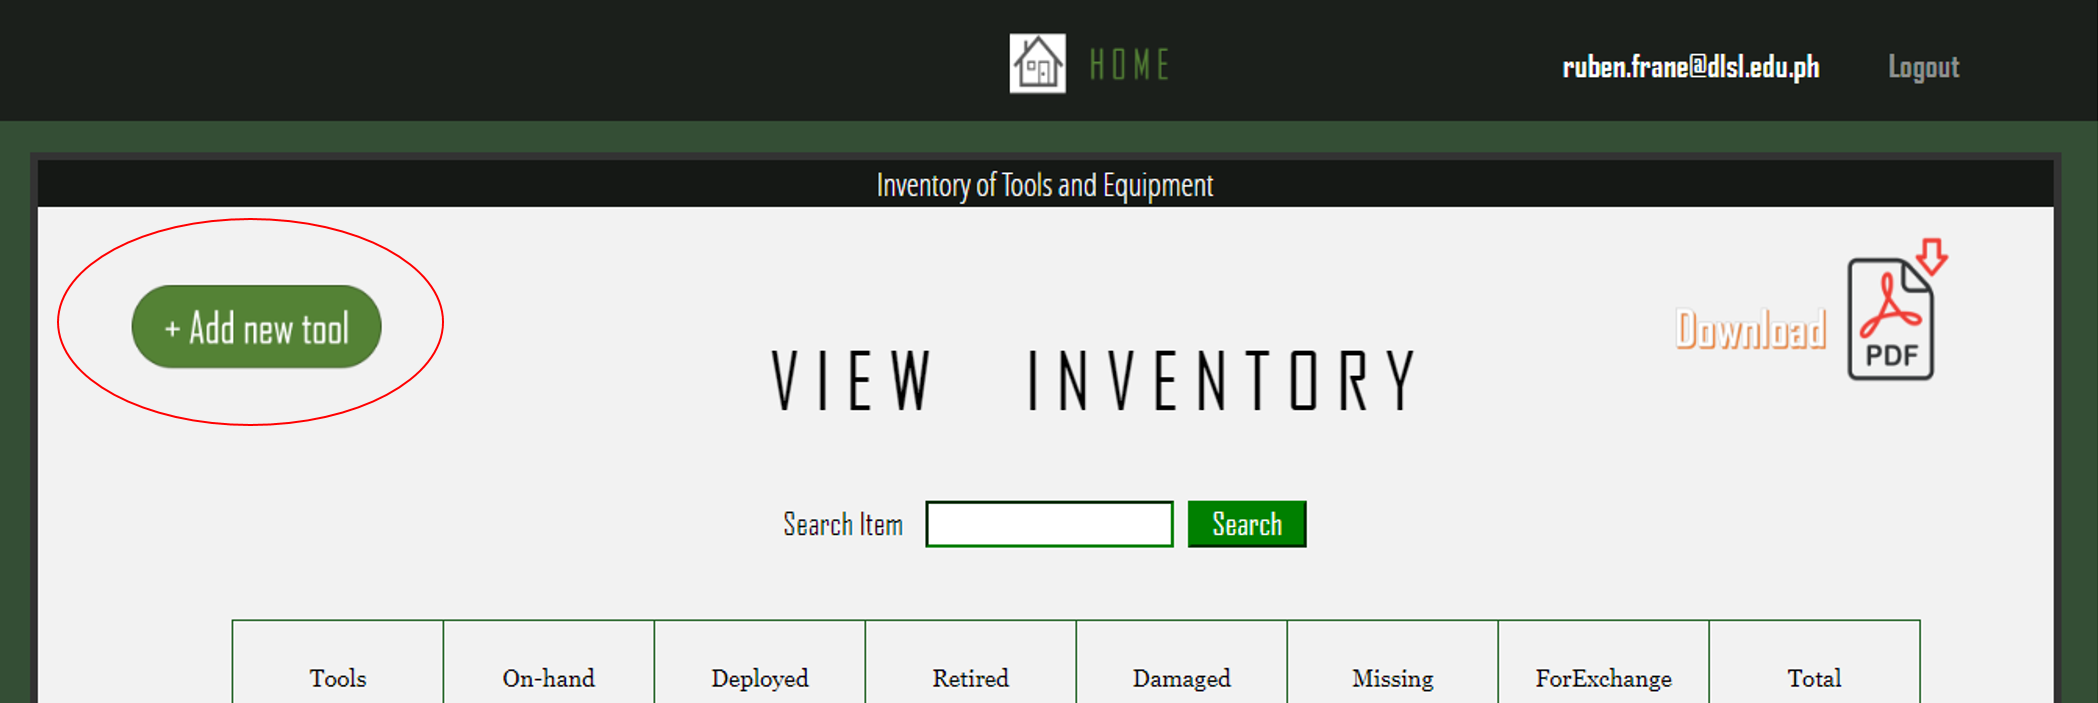 HOME
ruben.frane@dlsl.edu.ph
Logout
Inventory of Tools and Equipment
+ Add new tool
Download
PDF
VIEW INVENTORY
Search Item
Search
Tools On-hand Deployed Retired Damaged Missing ForExchange Total